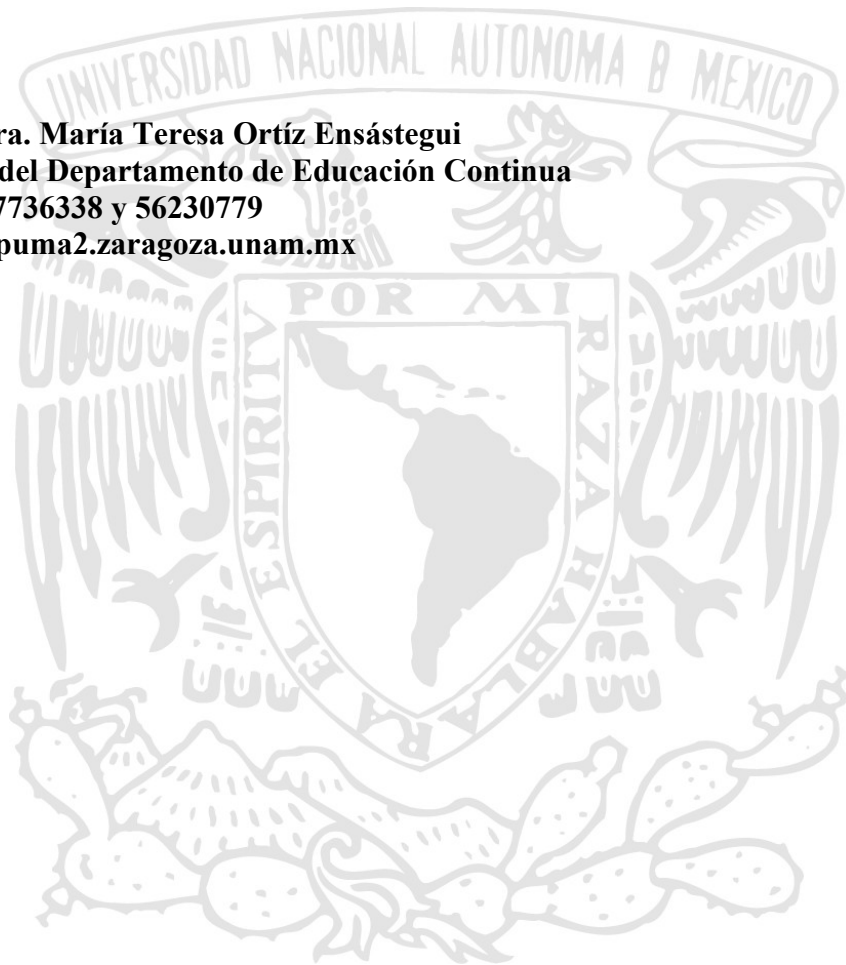 UNIVERSIDAD NACIONAL AUTONOMA D MEXICO
ra. María Teresa Ortíz Ensástegui
del Departamento de Educación Continua
7736338 y 56230779
puma2.zaragoza.unam.mx
POR MI RAZA HABLARA EL ESPIRITV